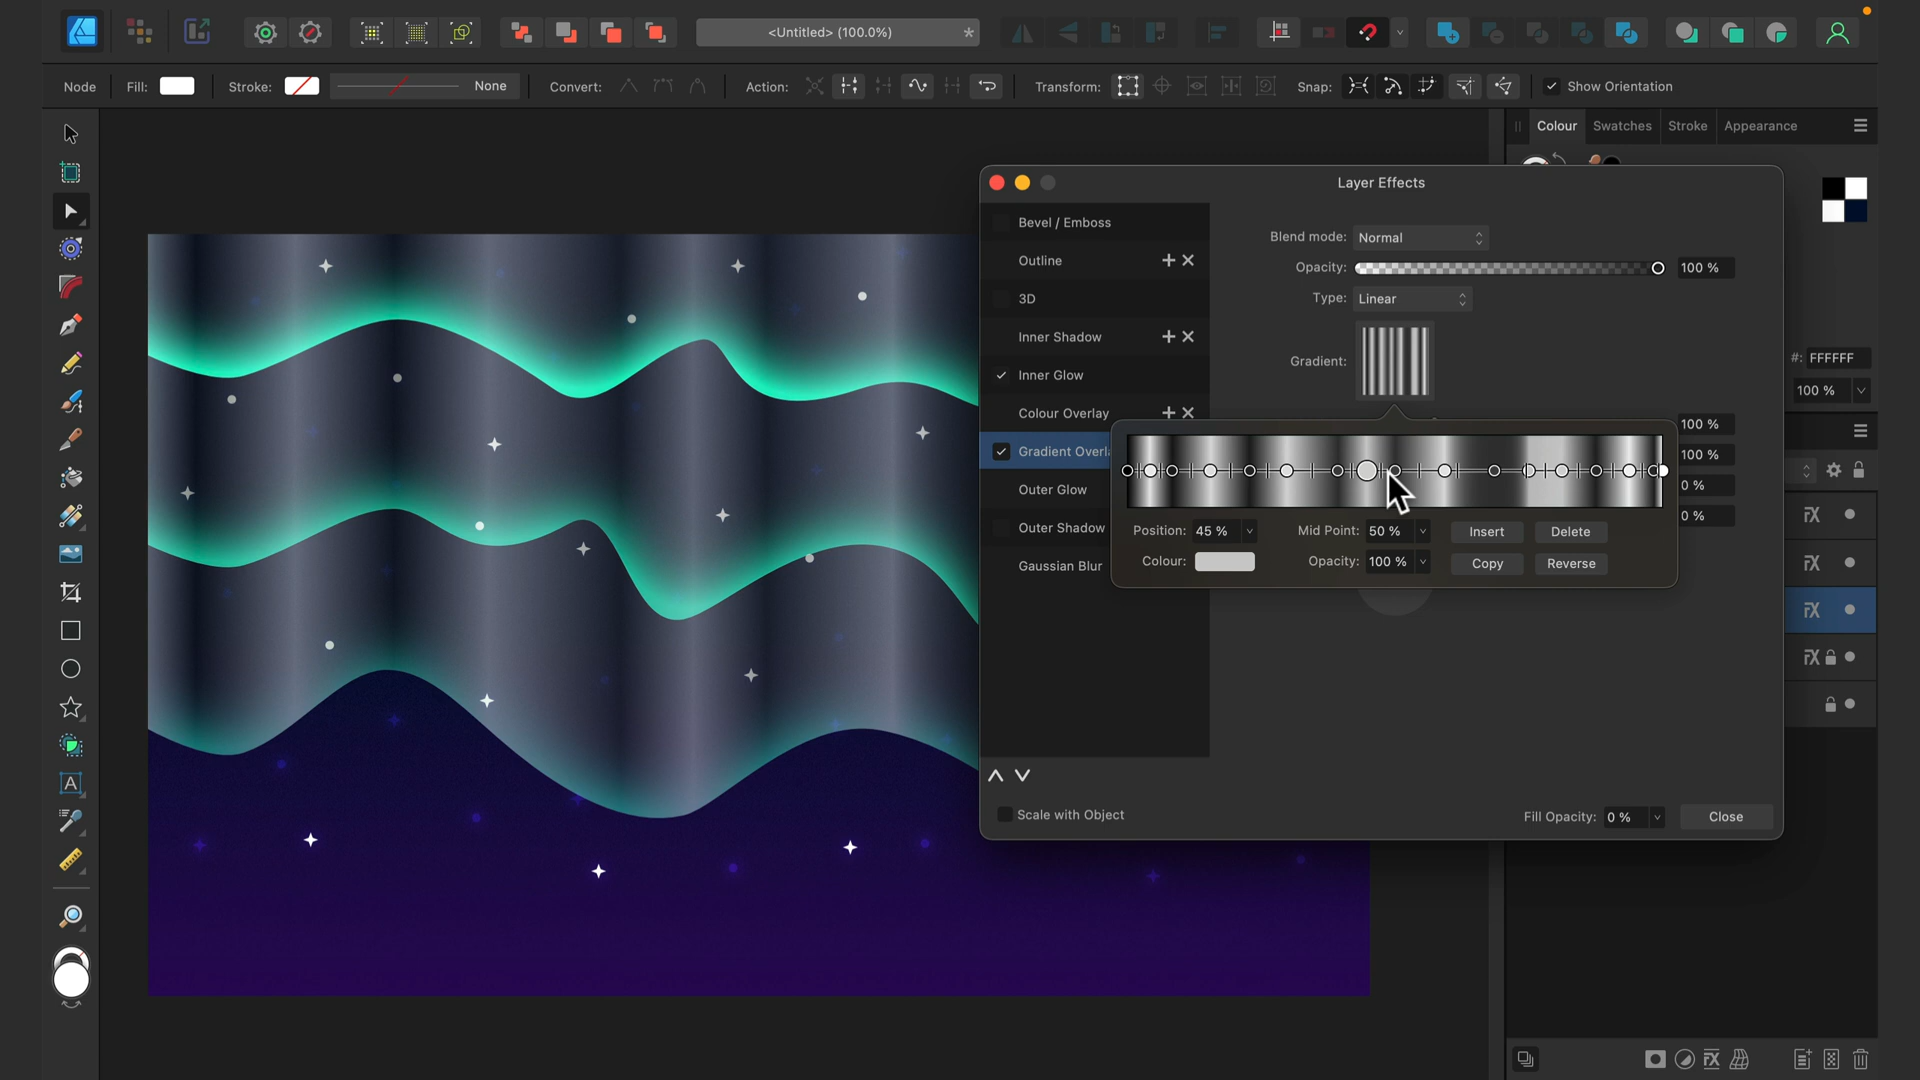 <Untitled> (100.0%) *
Node Fill: Stroke: None Convert: Action: Transform: Snap: Show Orientation
Colour Swatches Stroke Appearance
Layer Effects
Bevel / Emboss
Outline
3D
Inner Shadow
Inner Glow
Colour Overlay
Gradient Overl
Outer Glow
Outer Shadow
Gaussian Blur
Blend mode: Normal
Opacity: 100 %
Type: Linear
Gradient:
#: FFFFFF
100 %
100 %
100 %
0 %
0 %
Position: 45 % Mid Point: 50 % Insert Delete
Colour: Opacity: 100 % Copy Reverse
Scale with Object
Fill Opacity: 0 % Close